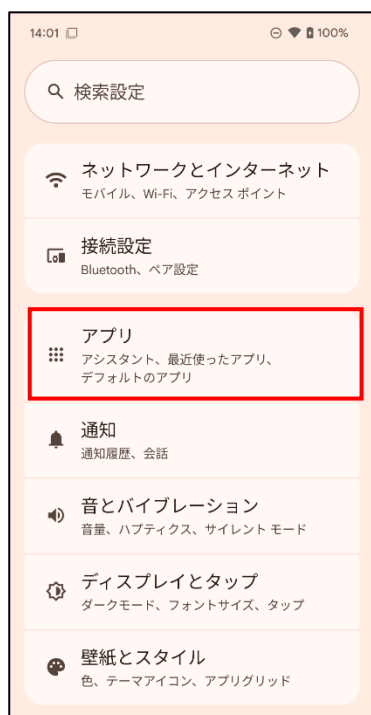 14:01 100%
検索設定
ネットワークとインターネット
モバイル、Wi-Fi、アクセス ポイント
接続設定
Bluetooth、ペア設定
アプリ
アシスタント、最近使ったアプリ、
デフォルトのアプリ
通知
通知履歴、会話
音とバイブレーション
音量、ハプティクス、サイレント モード
ディスプレイとタップ
ダークモード、フォントサイズ、タップ
壁紙とスタイル
色、テーマアイコン、アプリグリッド